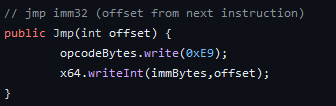 // jmp imm32 (offset from next instruction)
public Jmp(int offset) {
opcodeBytes.write(0xE9);
x64.writeInt(immBytes,offset);
}